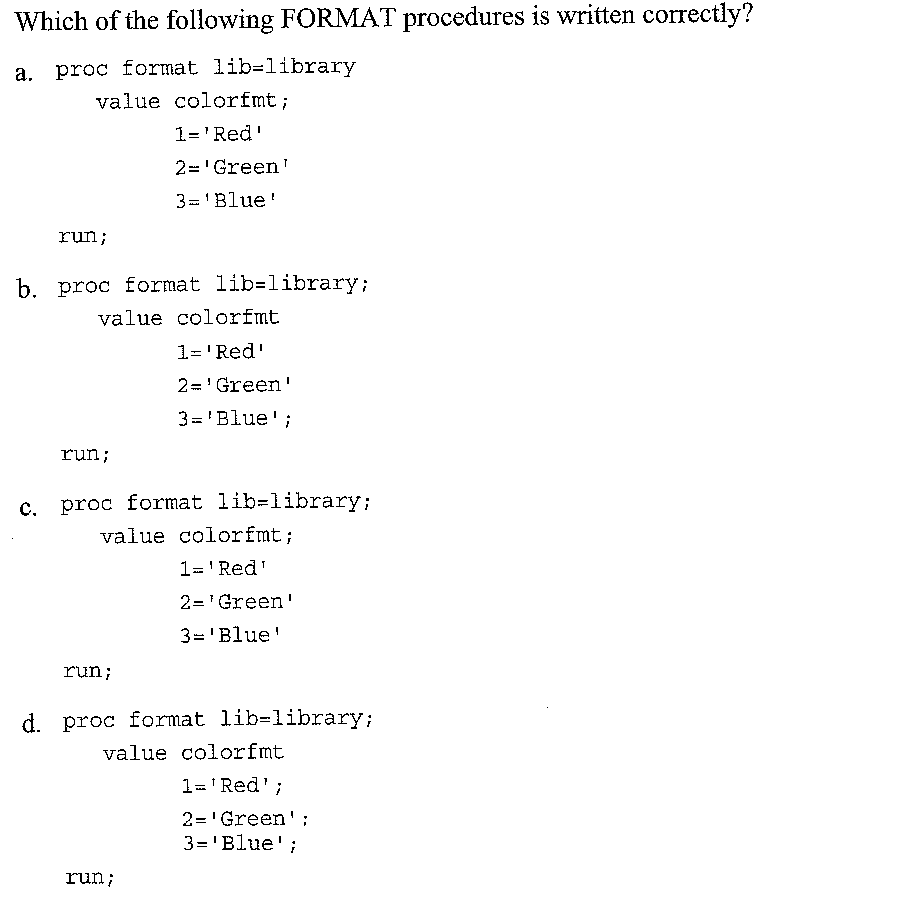 Which of the following FORMAT procedures is written correctly?
a. proc format lib=library
value colorfmt;
1='Red'
2='Green'
3='Blue'
run;
b. proc format lib=library;
value colorfmt
1='Red'
2='Green'
3='Blue';
run;
c. proc format lib=library;
value colorfmt;
1='Red'
2='Green'
3='Blue'
run;
d. proc format lib=library;
value colorfmt
1='Red';
2='Green';
3='Blue';
run;